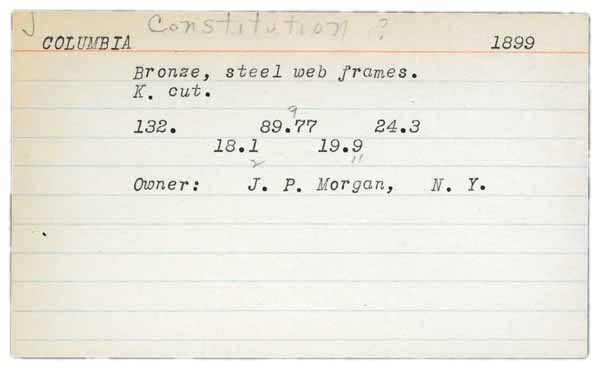 J Constitution ?
COLUMBIA 1899
Bronze, steel web frames.
K. cut.
9
132. 89.77 24.3
18.1 19.9
2 11
Owner: J. P. Morgan, N. Y.